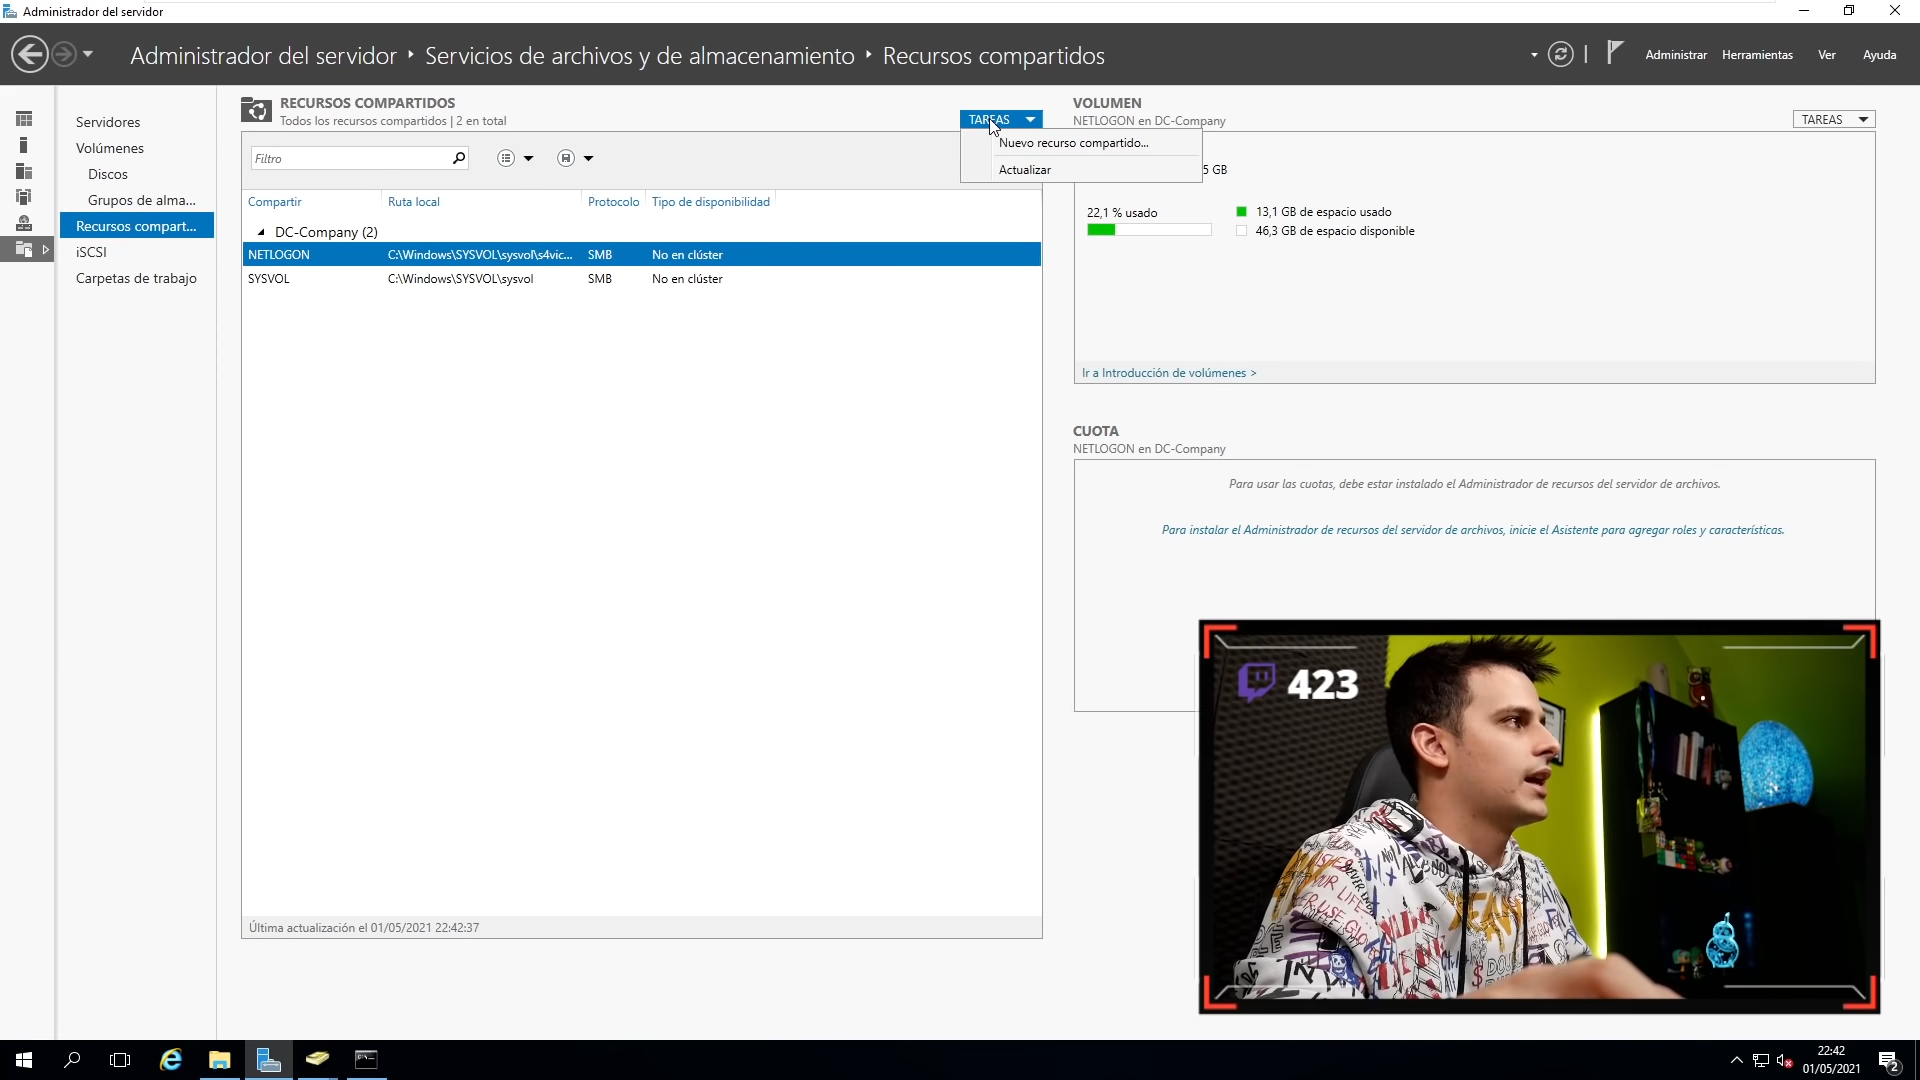 Administrador del servidor
Administrador del servidor ‣ Servicios de archivos y de almacenamiento ‣ Recursos compartidos
Administrar Herramientas Ver Ayuda
Servidores
Volúmenes
Discos
Grupos de alma...
Recursos compart...
iSCSI
Carpetas de trabajo
RECURSOS COMPARTIDOS
Todos los recursos compartidos | 2 en total
TAREAS
Nuevo recurso compartido...
Actualizar
Filtro
Compartir Ruta local Protocolo Tipo de disponibilidad
DC-Company (2)
NETLOGON C:\Windows\SYSVOL\sysvol\s4vic... SMB No en clúster
SYSVOL C:\Windows\SYSVOL\sysvol SMB No en clúster
Última actualización el 01/05/2021 22:42:37
VOLUMEN
NETLOGON en DC-Company
TAREAS
5 GB
22,1 % usado
13,1 GB de espacio usado
46,3 GB de espacio disponible
Ir a Introducción de volúmenes >
CUOTA
NETLOGON en DC-Company
Para usar las cuotas, debe estar instalado el Administrador de recursos del servidor de archivos.
Para instalar el Administrador de recursos del servidor de archivos, inicie el Asistente para agregar roles y características.
423
22:42
01/05/2021
2